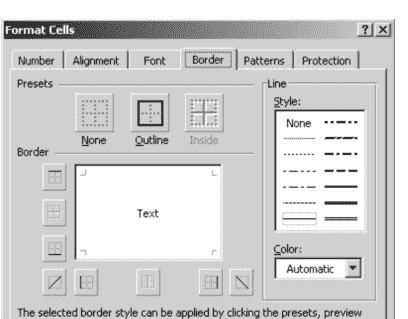 Format Cells
Number Alignment Font Border Patterns Protection
Presets
None Outline Inside
Border
Text
Line
Style:
None
Color:
Automatic
The selected border style can be applied by clicking the presets, preview